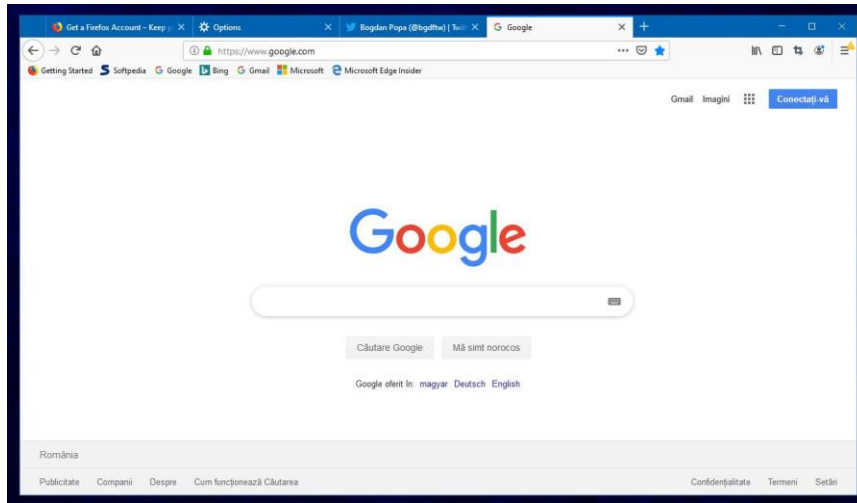 Get a Firefox Account – Keep y Options Bogdan Popa (@bgdftw) | Twit G Google
https://www.google.com
Getting Started Softpedia Google Bing Gmail Microsoft Microsoft Edge Insider
Gmail Imagini Conectați-vă
Google
Căutare Google Mă simt norocos
Google oferit în: magyar Deutsch English
România
Publicitate Companii Despre Cum funcționează Căutarea Confidențialitate Termeni Setări